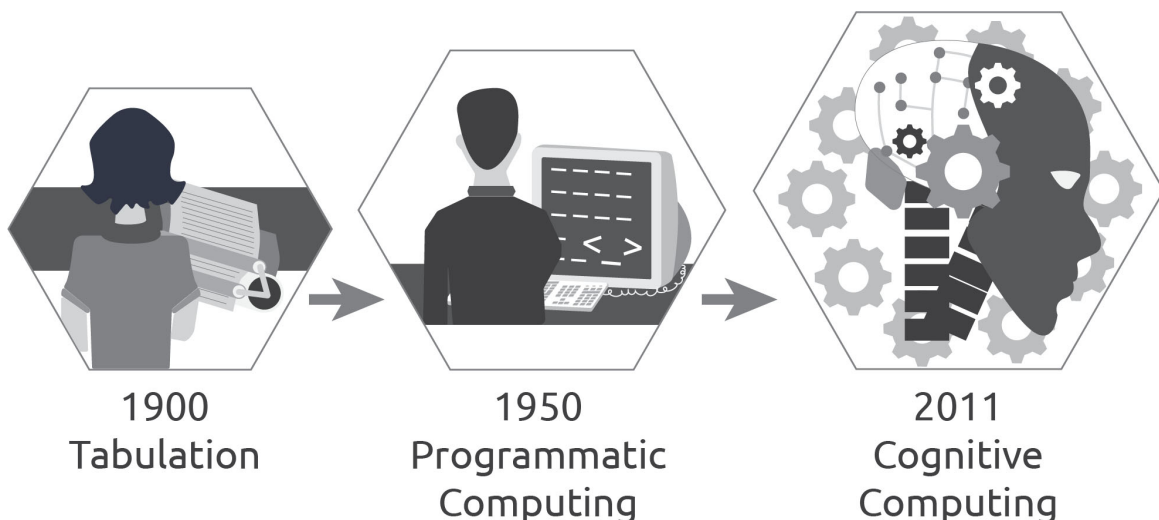 1900
Tabulation
1950
Programmatic
Computing
2011
Cognitive
Computing